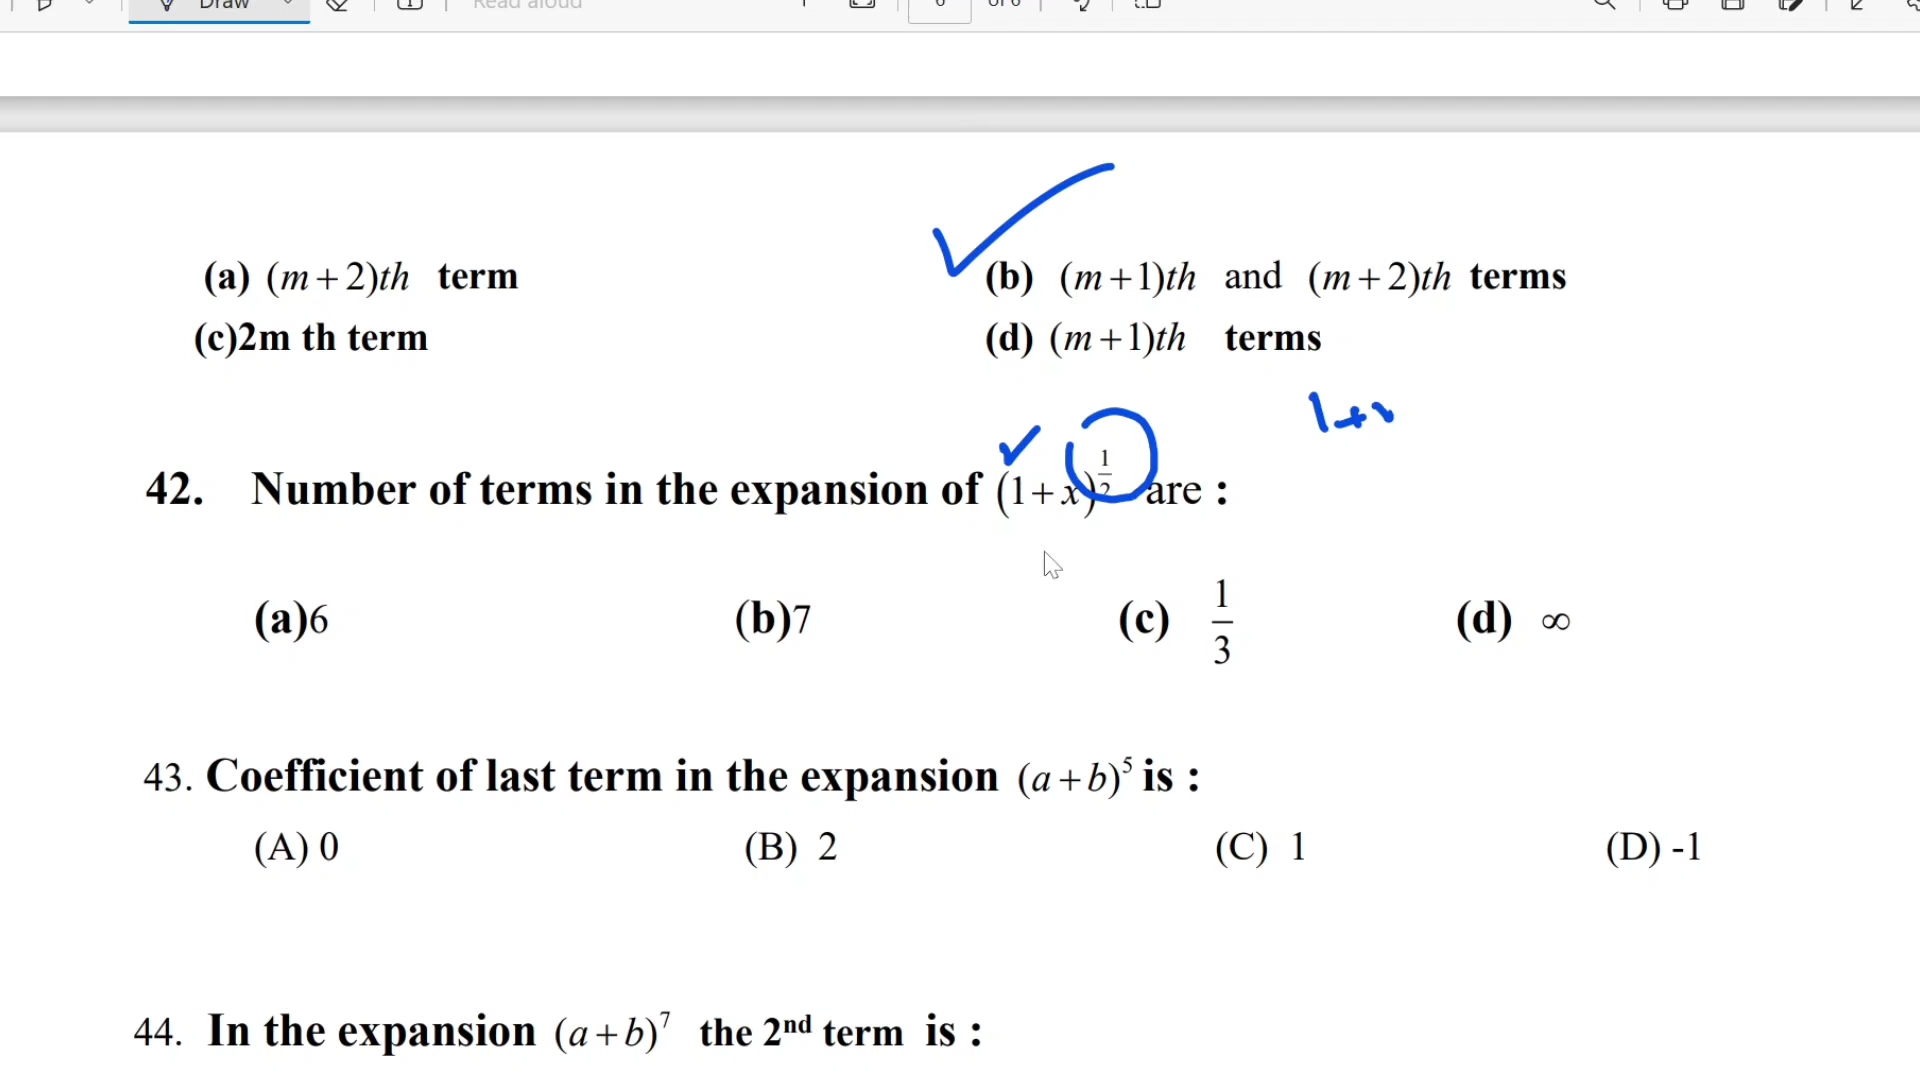 Draw Read aloud of 6
(a) (m+2)th term (b) (m+1)th and (m+2)th terms
(c)2m th term (d) (m+1)th terms
1+x
42. Number of terms in the expansion of (1+x)^{1/2} are :
(a)6 (b)7 (c) 1/3 (d) ∞
43. Coefficient of last term in the expansion (a+b)^5 is :
(A) 0 (B) 2 (C) 1 (D) -1
44. In the expansion (a+b)^7 the 2nd term is :